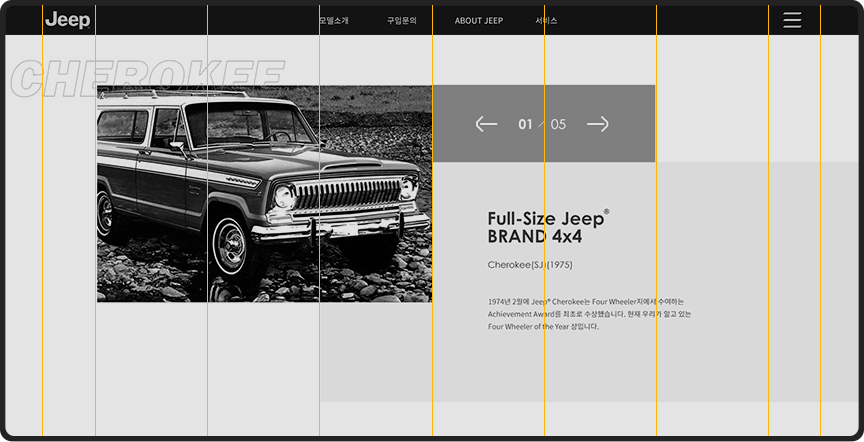 Jeep
모델소개
구입문의
ABOUT JEEP
서비스
CHEROKEE
01 / 05
Full-Size Jeep®
BRAND 4x4
Cherokee(SJ)(1975)
1974년 2월에 Jeep® Cherokee는 Four Wheeler지에서 수여하는
Achievement Award를 최초로 수상했습니다. 현재 우리가 알고 있는
Four Wheeler of the Year 상입니다.